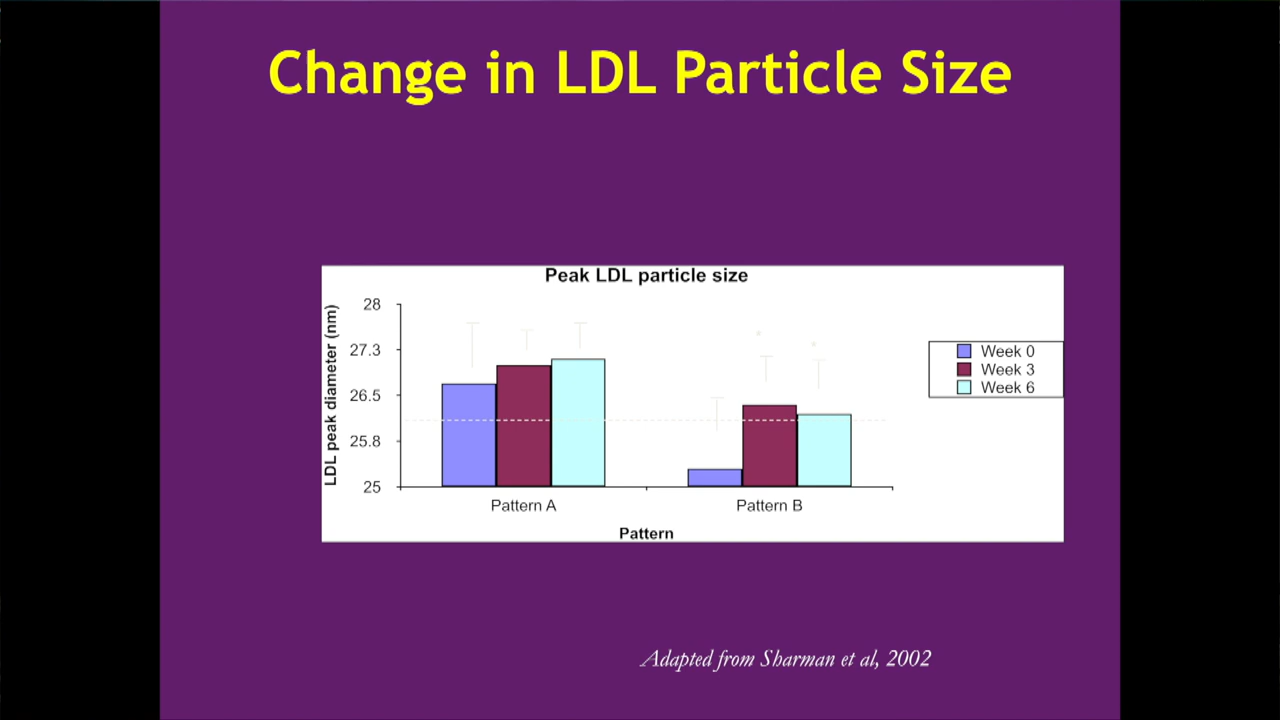 Change in LDL Particle Size
Peak LDL particle size
LDL peak diameter (nm)
28
27.3
26.5
25.8
25
Pattern A
Pattern B
Pattern
Week 0
Week 3
Week 6
Adapted from Sharman et al, 2002